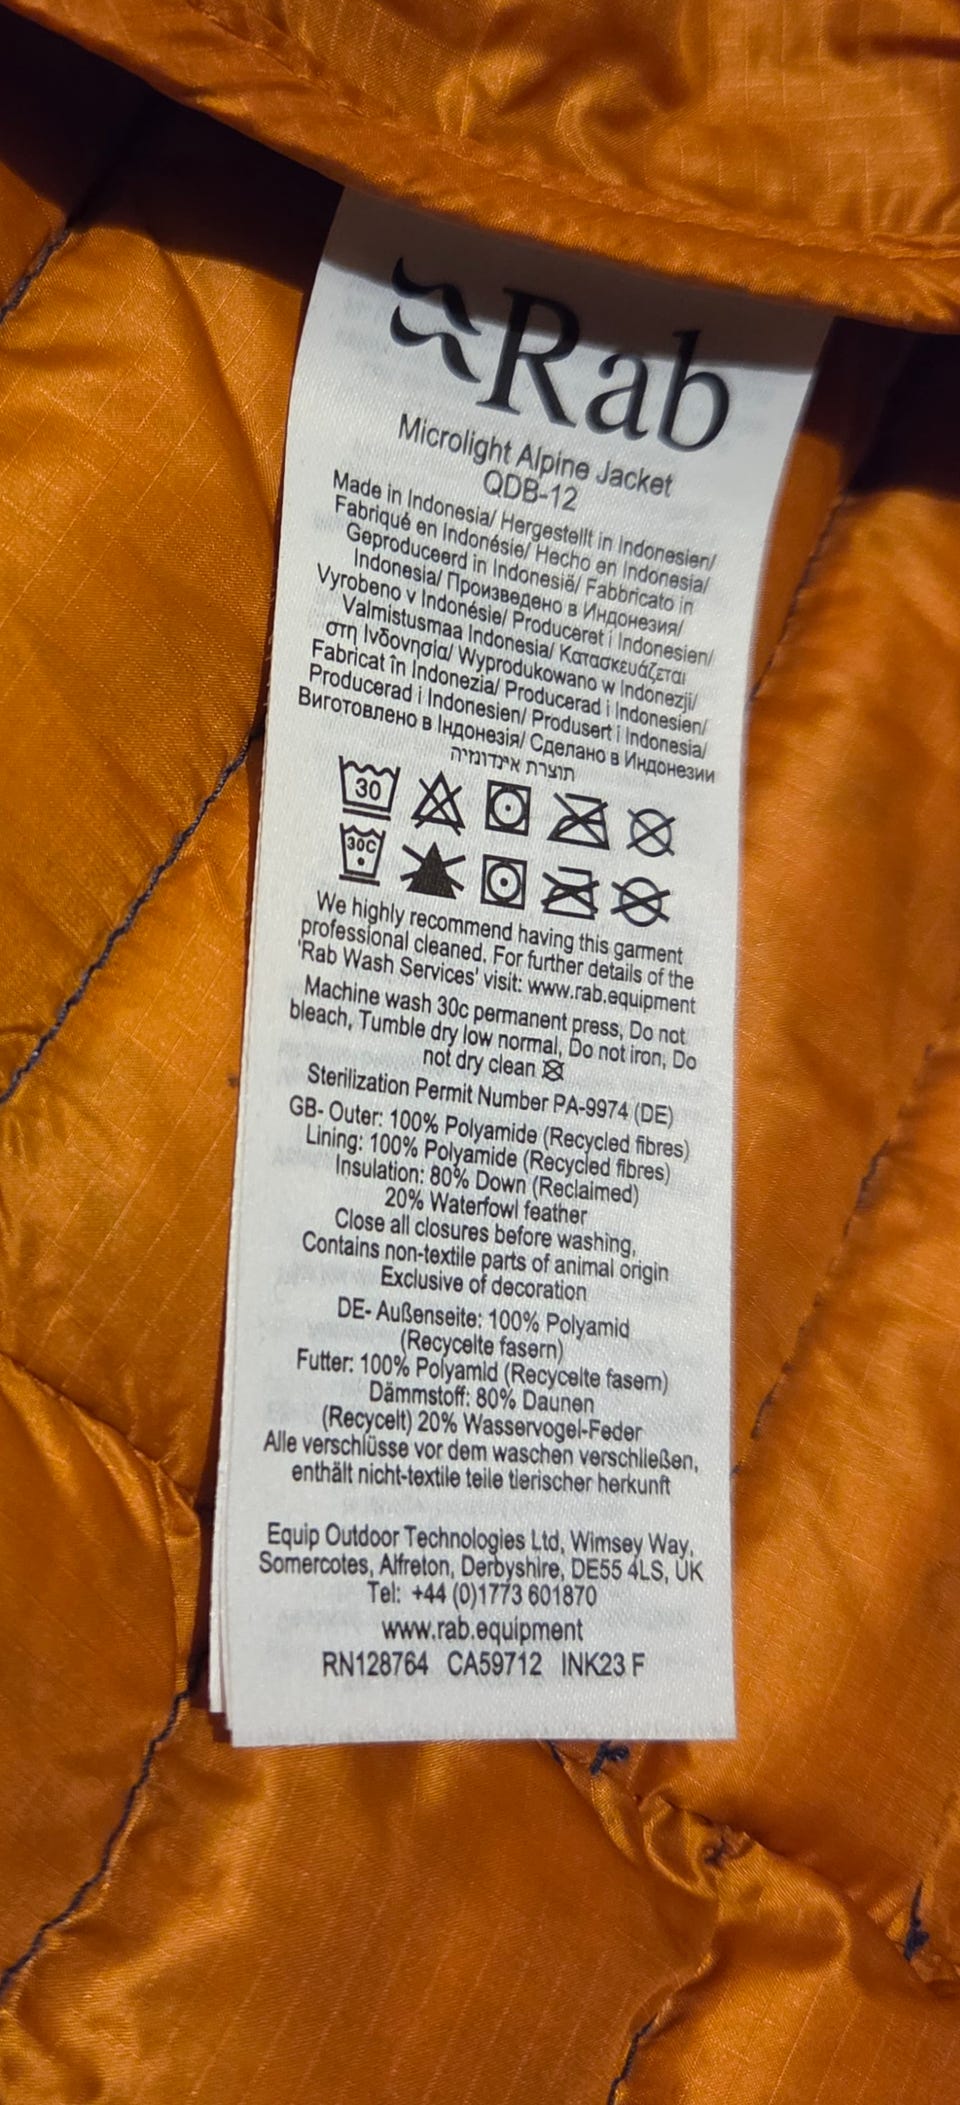 Rab
Microlight Alpine Jacket
QDB-12
Made in Indonesia/ Hergestellt in Indonesien/
Fabriqué en Indonésie/ Hecho en Indonesia/
Geproduceerd in Indonesië/ Fabbricato in
Indonesia/ Произведено в Индонезия/
Vyrobeno v Indonésie/ Produceret i Indonesien/
Valmistusmaa Indonesia/ Κατασκευάζεται
στη Ινδονησία/ Wyprodukowano w Indonezji/
Fabricat în Indonezia/ Producerad i Indonesien/
Producerad i Indonesien/ Produsert i Indonesia/
Виготовлено в Індонезія/ Сделано в Индонезии
תוצרת אינדונזיה
30
30C
We highly recommend having this garment
professional cleaned. For further details of the
'Rab Wash Services' visit: www.rab.equipment
Machine wash 30c permanent press, Do not
bleach, Tumble dry low normal, Do not iron, Do
not dry clean
Sterilization Permit Number PA-9974 (DE)
GB- Outer: 100% Polyamide (Recycled fibres)
Lining: 100% Polyamide (Recycled fibres)
Insulation: 80% Down (Reclaimed)
20% Waterfowl feather
Close all closures before washing,
Contains non-textile parts of animal origin
Exclusive of decoration
DE- Außenseite: 100% Polyamid
(Recycelte fasern)
Futter: 100% Polyamid (Recycelte fasern)
Dämmstoff: 80% Daunen
(Recycelt) 20% Wasservogel-Feder
Alle verschlüsse vor dem waschen verschließen,
enthält nicht-textile teile tierischer herkunft
Equip Outdoor Technologies Ltd, Wimsey Way,
Somercotes, Alfreton, Derbyshire, DE55 4LS, UK
Tel: +44 (0)1773 601870
www.rab.equipment
RN128764 CA59712 INK23 F